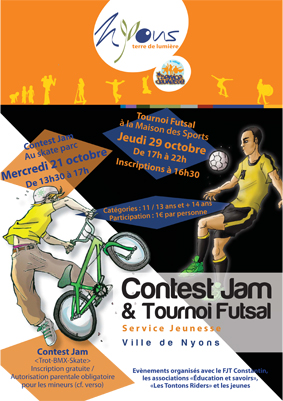 Nyons
terre de lumière
Contest Jam
Au skate parc
Mercredi 21 octobre
De 13h30 à 17h
Tournoi Futsal
à la Maison des Sports
Jeudi 29 octobre
De 17h à 22h
Inscriptions à 16h30
Catégories : 11 / 13 ans et + 14 ans
Participation : 1€ par personne
Contest Jam
& Tournoi Futsal
Service Jeunesse
Ville de Nyons
Contest Jam
<Trot-BMX-Skate>
Inscription gratuite /
Autorisation parentale obligatoire
pour les mineurs (cf. verso)
Evènements organisés avec le FJT Constantin,
les associations «Éducation et savoirs»,
«Les Tontons Riders» et les jeunes